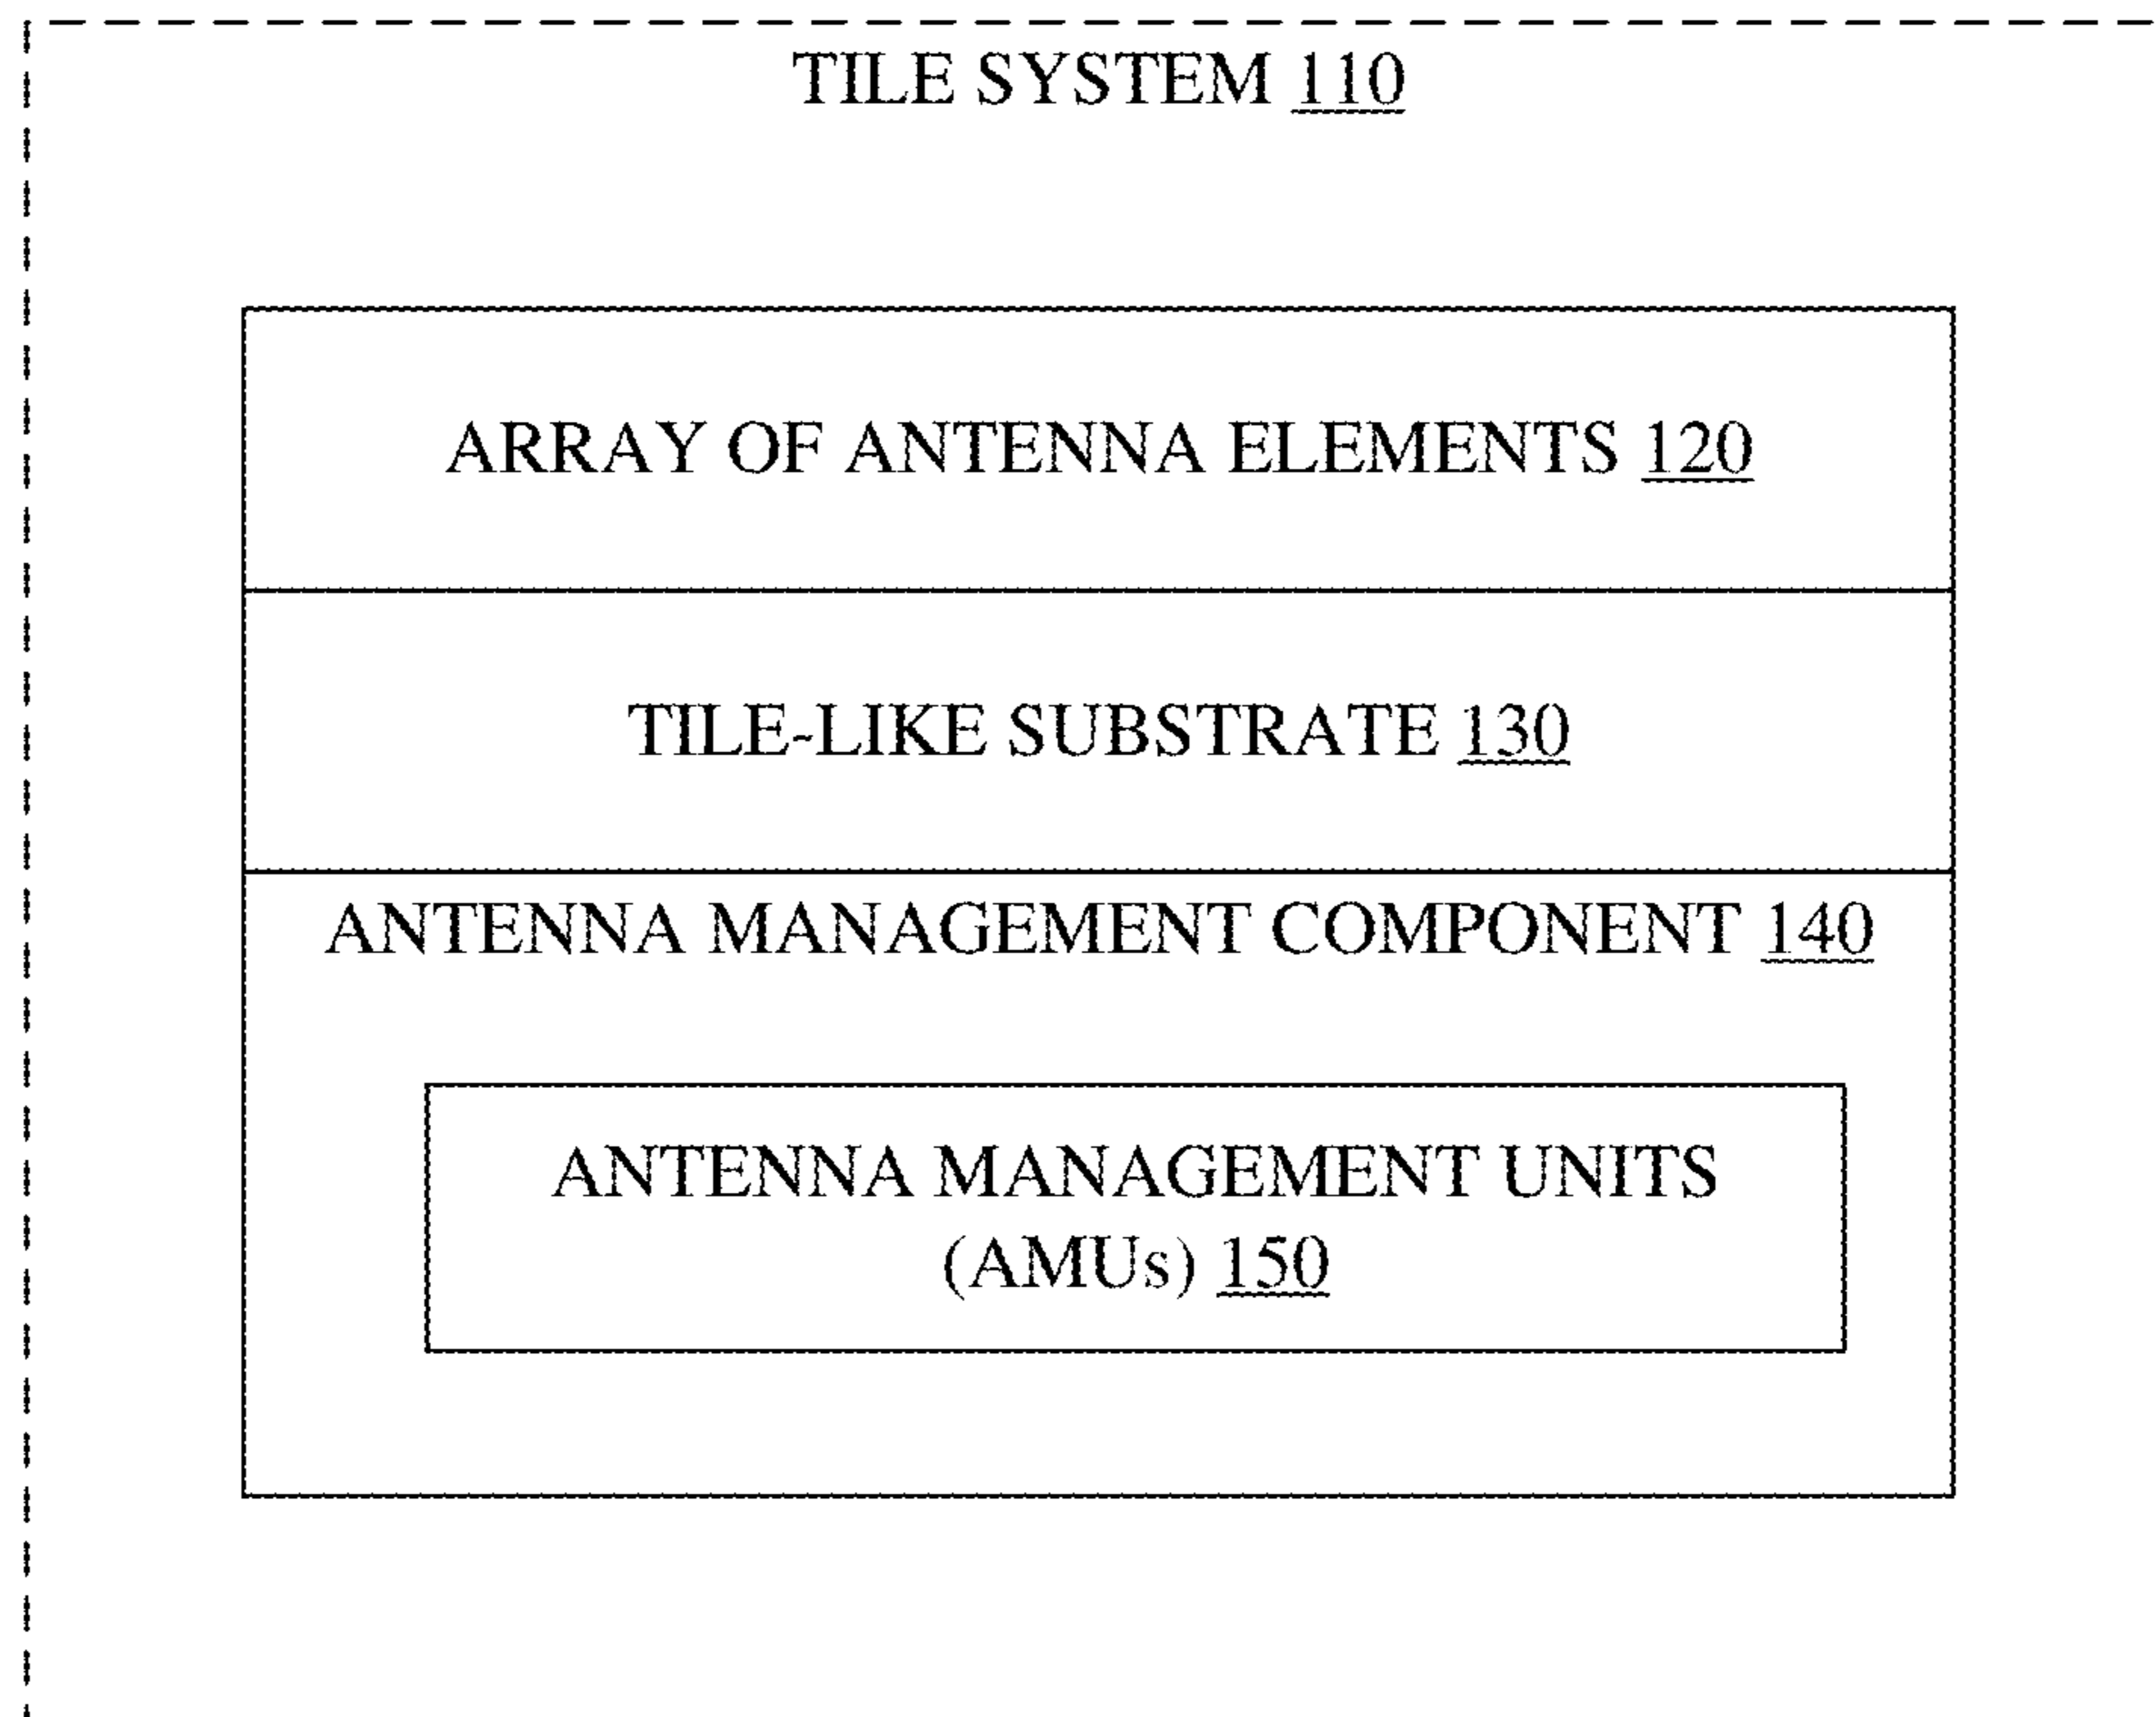 TILE SYSTEM 110
ARRAY OF ANTENNA ELEMENTS 120
TILE-LIKE SUBSTRATE 130
ANTENNA MANAGEMENT COMPONENT 140
ANTENNA MANAGEMENT UNITS
(AMUs) 150